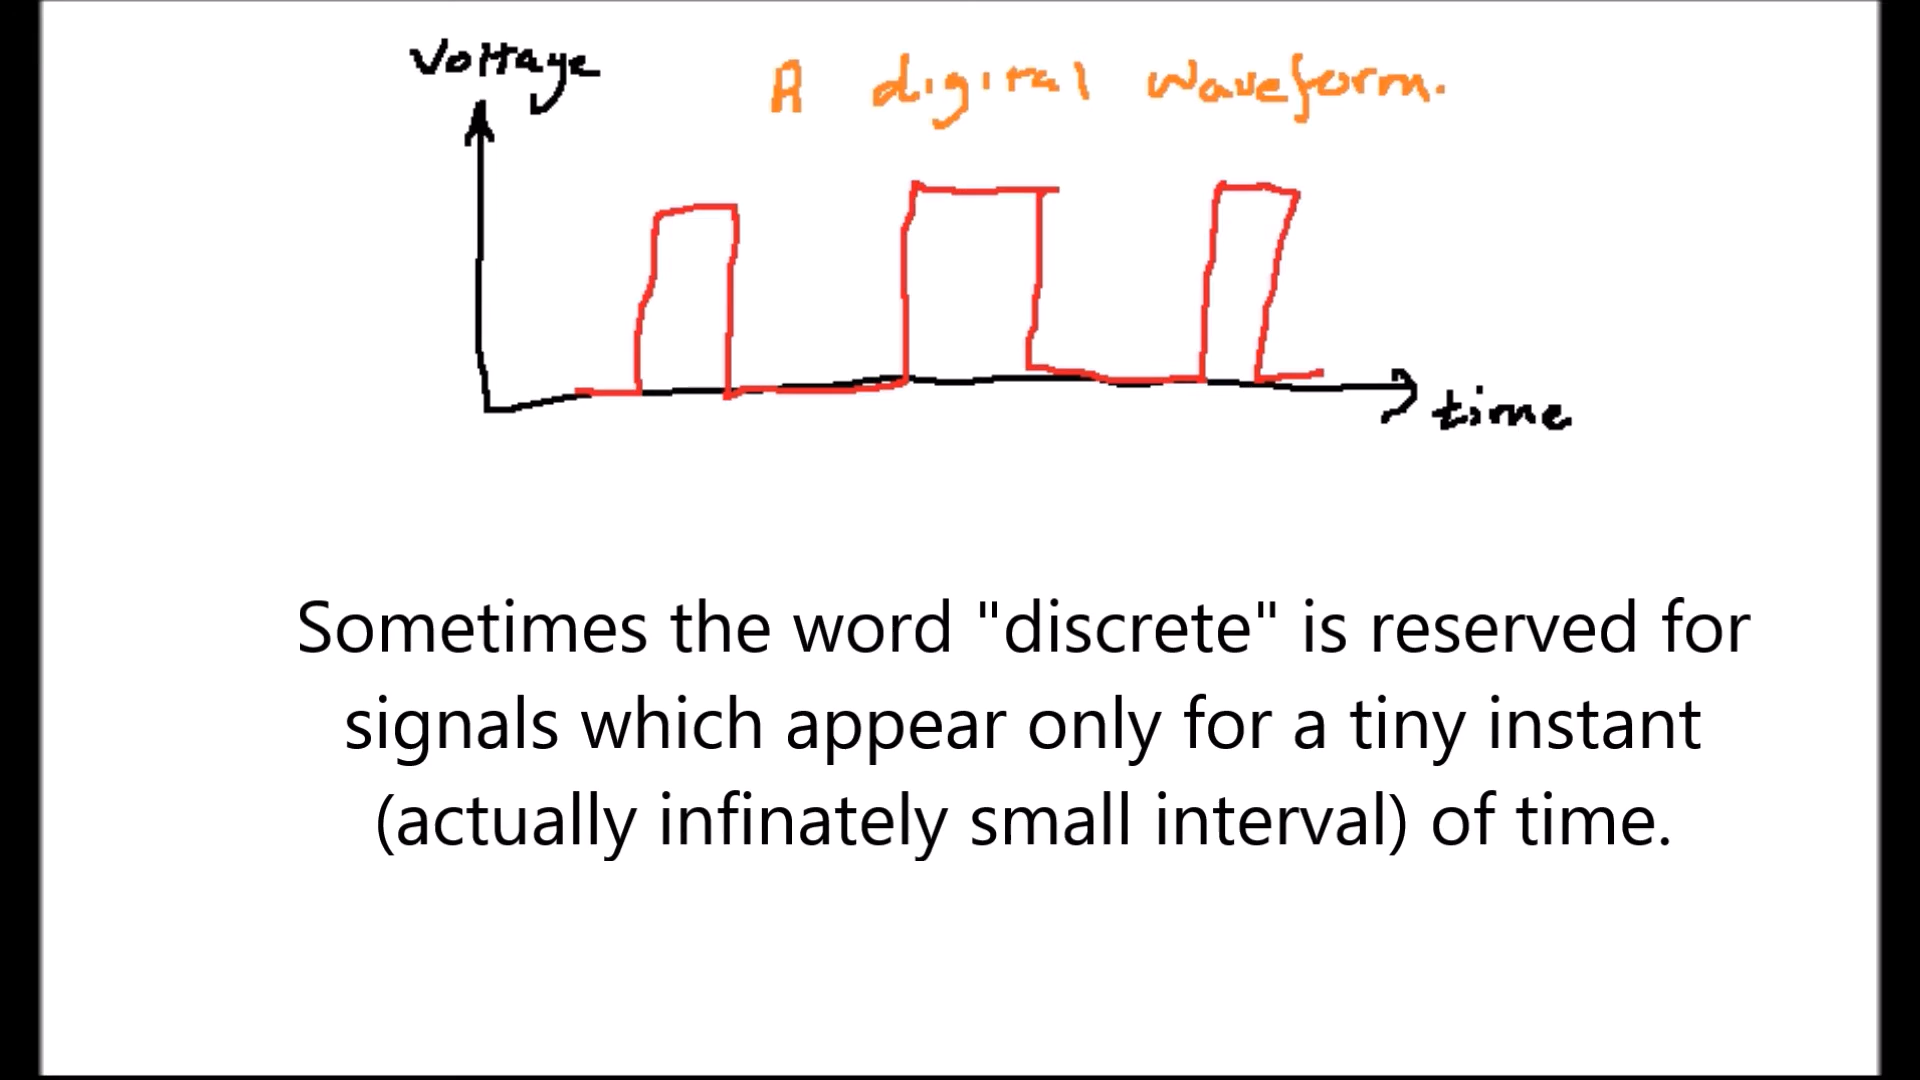 Voltage
A digital waveform.
time
Sometimes the word "discrete" is reserved for
signals which appear only for a tiny instant
(actually infinately small interval) of time.